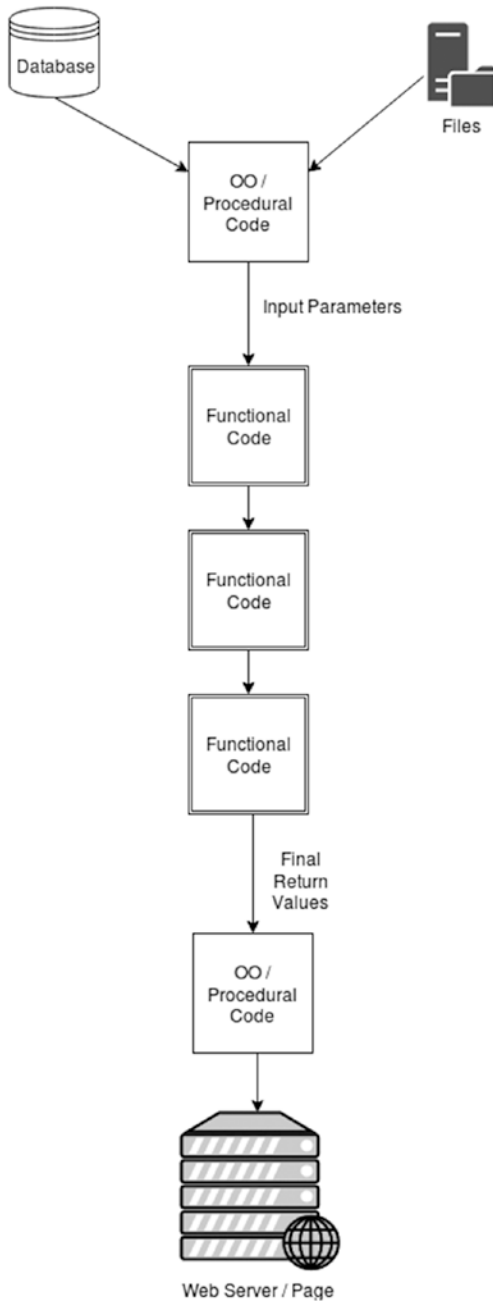 Database
Files
OO /
Procedural
Code
Input Parameters
Functional
Code
Functional
Code
Functional
Code
Final
Return
Values
OO /
Procedural
Code
Web Server / Page